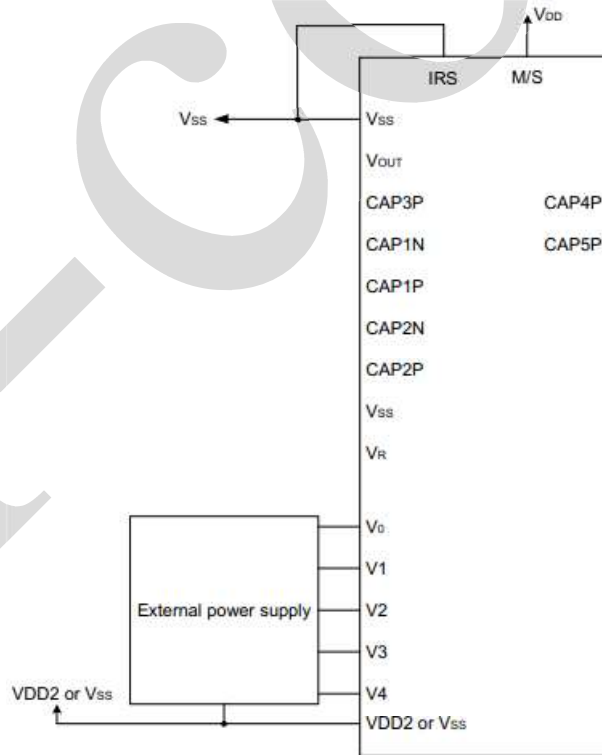 VDD
IRS M/S
VSS VSS
VOUT
CAP3P CAP4P
CAP1N CAP5P
CAP1P
CAP2N
CAP2P
VSS
VR
V0
V1
External power supply V2
V3
VDD2 or VSS V4
VDD2 or VSS